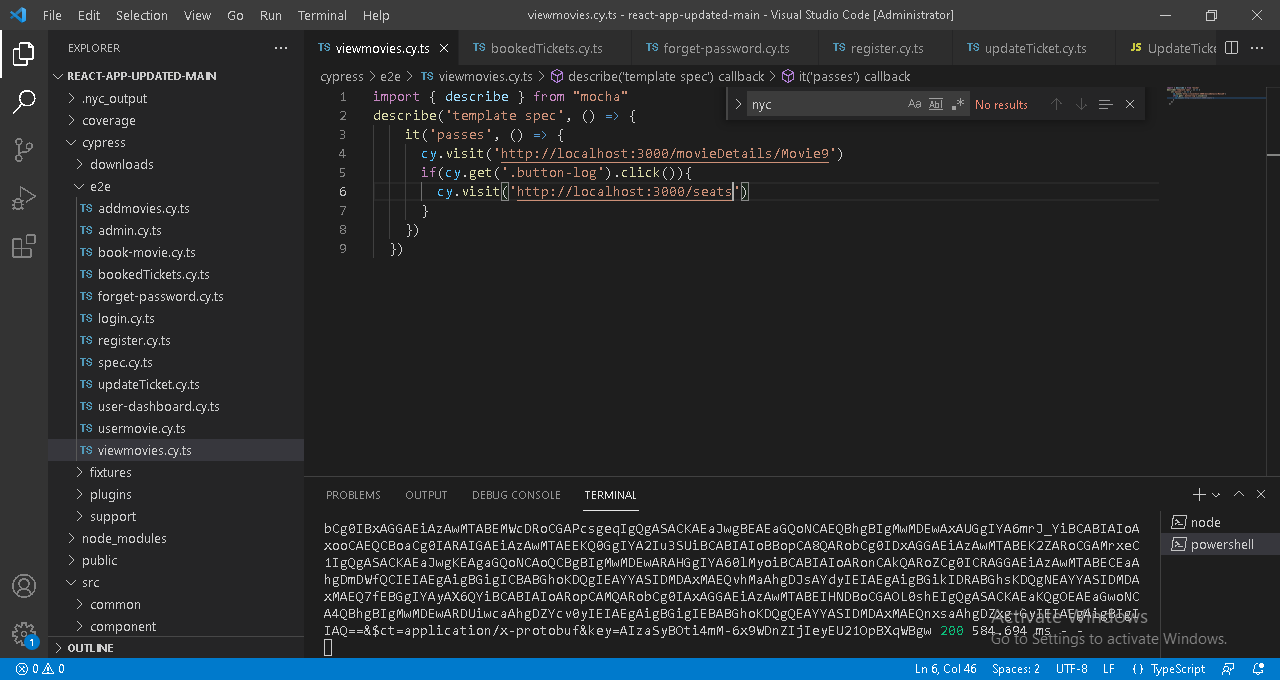 File Edit Selection View Go Run Terminal Help viewmovies.cy.ts - react-app-updated-main - Visual Studio Code [Administrator]
EXPLORER
REACT-APP-UPDATED-MAIN
.nyc_output
coverage
cypress
downloads
e2e
TS addmovies.cy.ts
TS admin.cy.ts
TS book-movie.cy.ts
TS bookedTickets.cy.ts
TS forget-password.cy.ts
TS login.cy.ts
TS register.cy.ts
TS spec.cy.ts
TS updateTicket.cy.ts
TS user-dashboard.cy.ts
TS usermovie.cy.ts
TS viewmovies.cy.ts
fixtures
plugins
support
node_modules
public
src
common
component
OUTLINE
TS viewmovies.cy.ts TS bookedTickets.cy.ts TS forget-password.cy.ts TS register.cy.ts TS updateTicket.cy.ts JS UpdateTicke
cypress > e2e > TS viewmovies.cy.ts > describe('template spec') callback > it('passes') callback
nyc Aa Ab .* No results
1 import { describe } from "mocha"
2 describe('template spec', () => {
3 it('passes', () => {
4 cy.visit('http://localhost:3000/movieDetails/Movie9')
5 if(cy.get('.button-log').click()){
6 cy.visit('http://localhost:3000/seats')
7 }
8 })
9 })
PROBLEMS OUTPUT DEBUG CONSOLE TERMINAL
node
powershell
IAQ==&$ct=application/x-protobuf&key= 200 584.694 ms - -
Activate Windows
Go to Settings to activate Windows.
1
0 0 Ln 6, Col 46 Spaces: 2 UTF-8 LF {} TypeScript